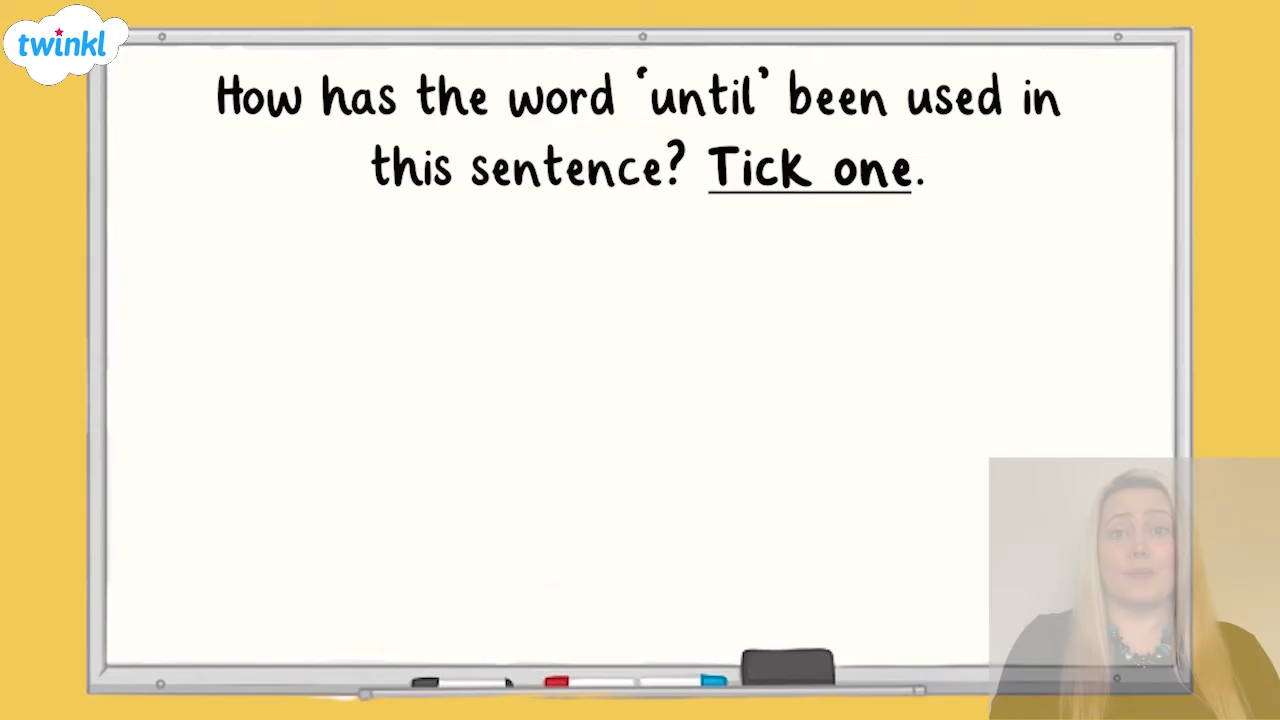 twinkl
How has the word ‘until’ been used in
this sentence? Tick one.